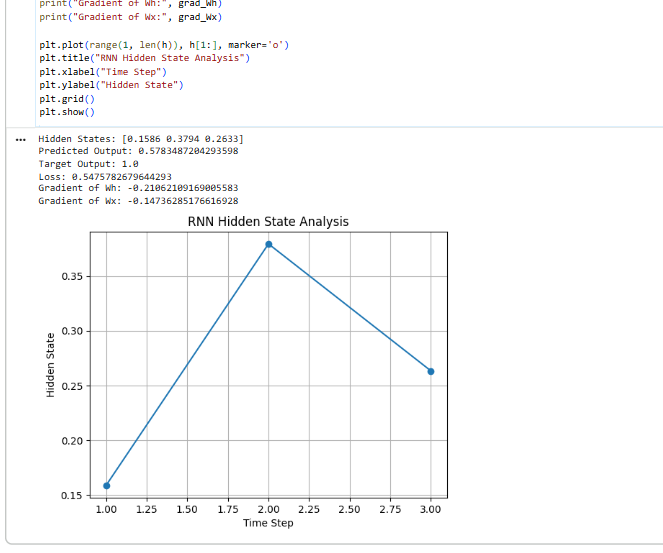 print("Gradient of Wh:", grad_Wh)
print("Gradient of Wx:", grad_Wx)
plt.plot(range(1, len(h)), h[1:], marker='o')
plt.title("RNN Hidden State Analysis")
plt.xlabel("Time Step")
plt.ylabel("Hidden State")
plt.grid()
plt.show()
... Hidden States: [0.1586 0.3794 0.2633]
Predicted Output: 0.5783487204293598
Target Output: 1.0
Loss: 0.5475782679644293
Gradient of Wh: -0.21062109169005583
Gradient of Wx: -0.14736285176616928
RNN Hidden State Analysis
0.35
0.30
0.25
0.20
0.15
Hidden State
1.00 1.25 1.50 1.75 2.00 2.25 2.50 2.75 3.00
Time Step